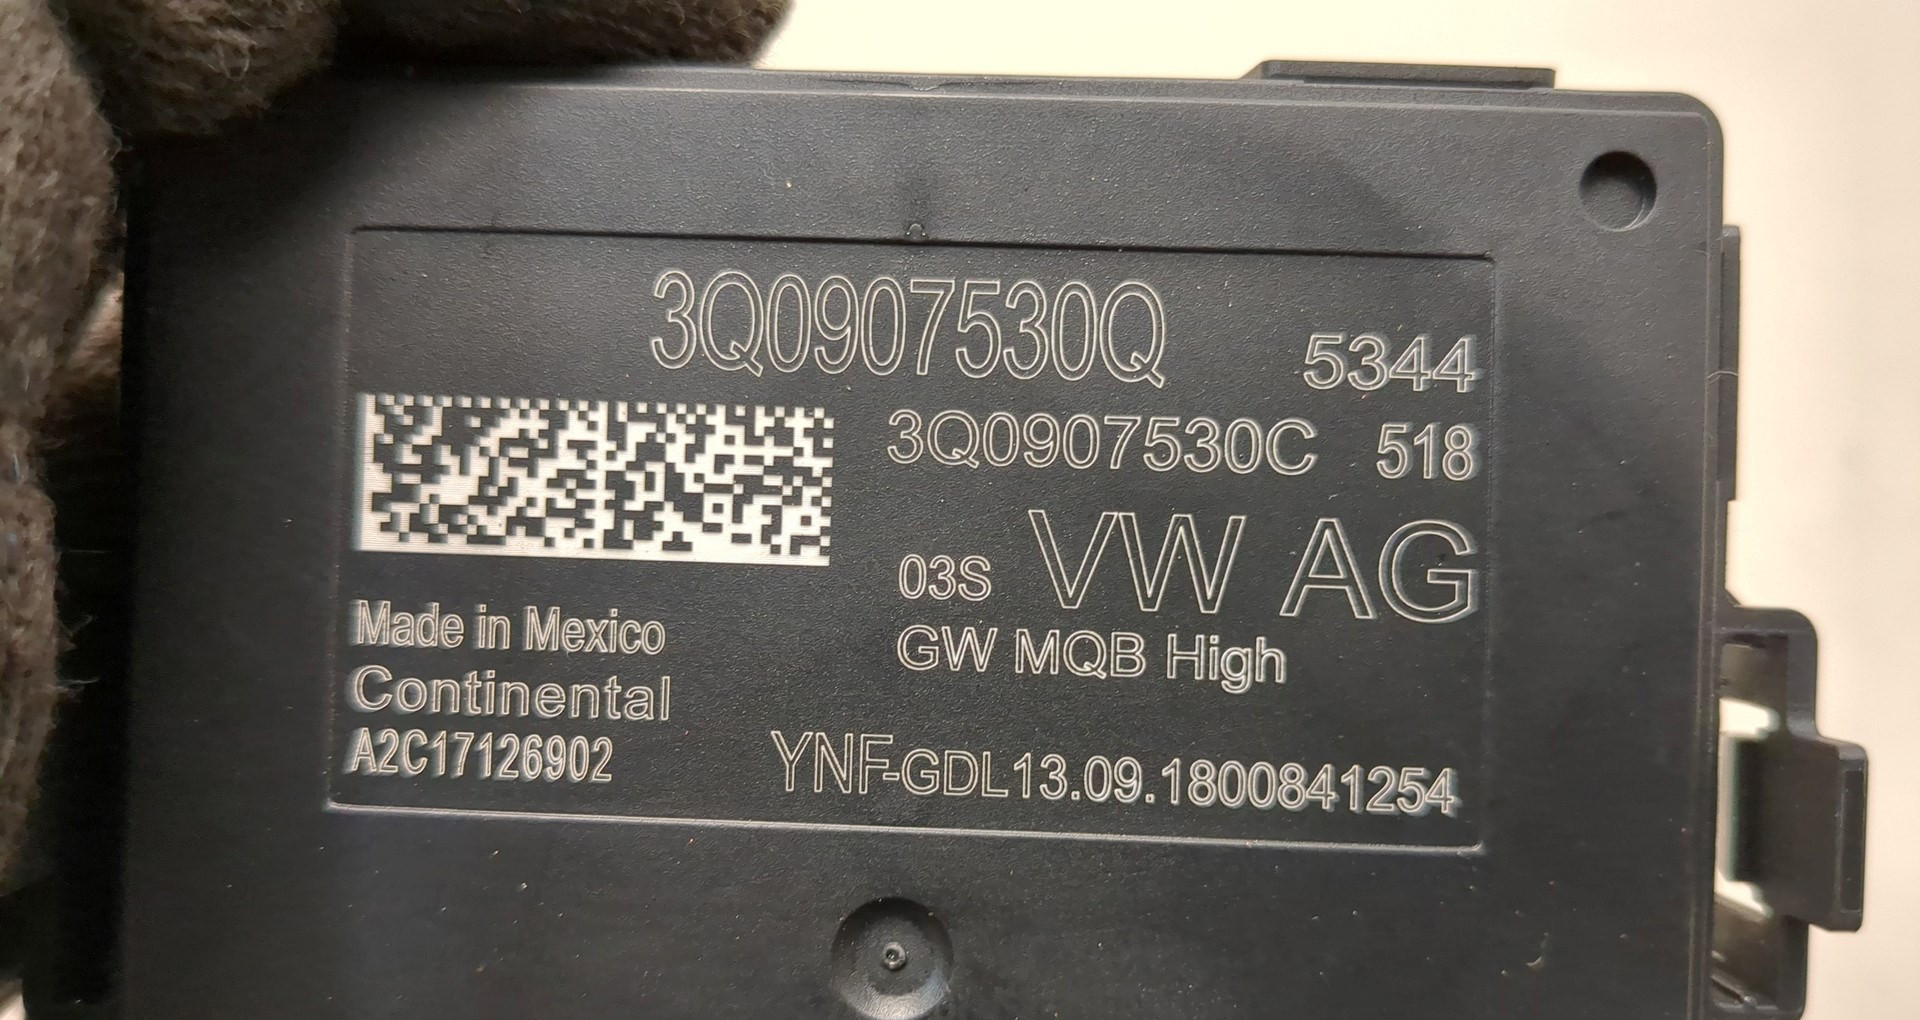 3Q0907530Q 5344
3Q0907530C 518
03S VW AG
GW MQB High
Made in Mexico
Continental
A2C17126902
YNF-GDL13.09.1800841254